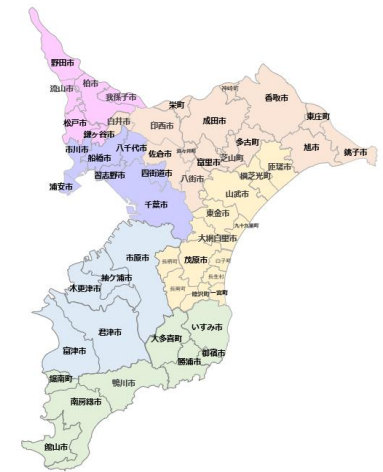 野田市
柏市
流山市
我孫子市
松戸市
白井市
鎌ヶ谷市
栄町
神崎町
香取市
東庄町
印西市
成田市
多古町
旭市
銚子市
市川市
八千代市
船橋市
佐倉市
富里市
芝山町
匝瑳市
習志野市
四街道市
横芝光町
浦安市
八街市
山武市
千葉市
東金市
九十九里町
大網白里市
市原市
長柄町
茂原市
白子町
袖ケ浦市
長生村
木更津市
長南町
睦沢町
一宮町
君津市
いすみ市
大多喜町
富津市
御宿市
勝浦市
鋸南町
鴨川市
南房総市
館山市